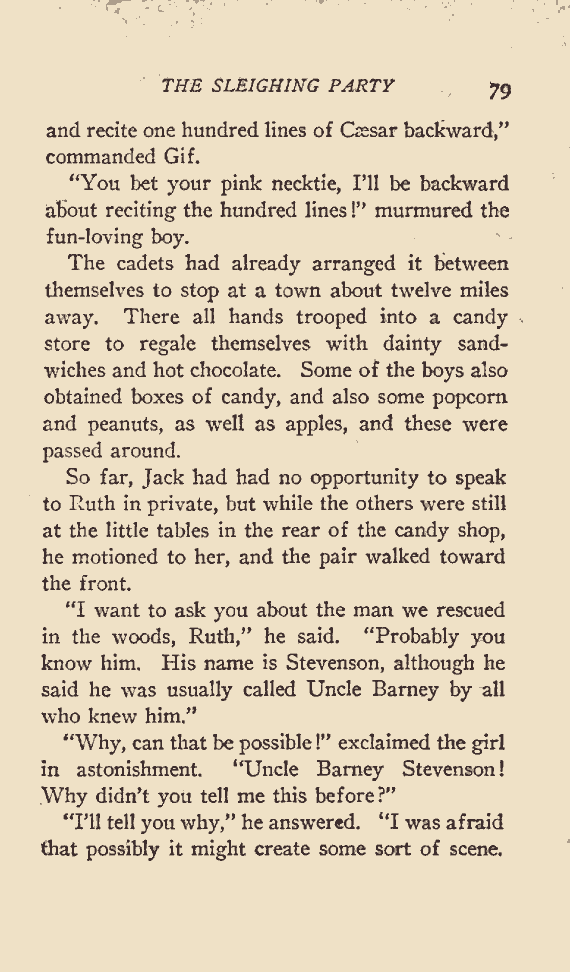 THE SLEIGHING PARTY 79
and recite one hundred lines of Cæsar backward,”
commanded Gif.
“You bet your pink necktie, I’ll be backward
about reciting the hundred lines!” murmured the
fun-loving boy.
The cadets had already arranged it between
themselves to stop at a town about twelve miles
away. There all hands trooped into a candy
store to regale themselves with dainty sand-
wiches and hot chocolate. Some of the boys also
obtained boxes of candy, and also some popcorn
and peanuts, as well as apples, and these were
passed around.
So far, Jack had had no opportunity to speak
to Ruth in private, but while the others were still
at the little tables in the rear of the candy shop,
he motioned to her, and the pair walked toward
the front.
“I want to ask you about the man we rescued
in the woods, Ruth,” he said. “Probably you
know him. His name is Stevenson, although he
said he was usually called Uncle Barney by all
who knew him.”
“Why, can that be possible!” exclaimed the girl
in astonishment. “Uncle Barney Stevenson!
Why didn’t you tell me this before?”
“I’ll tell you why,” he answered. “I was afraid
that possibly it might create some sort of scene.